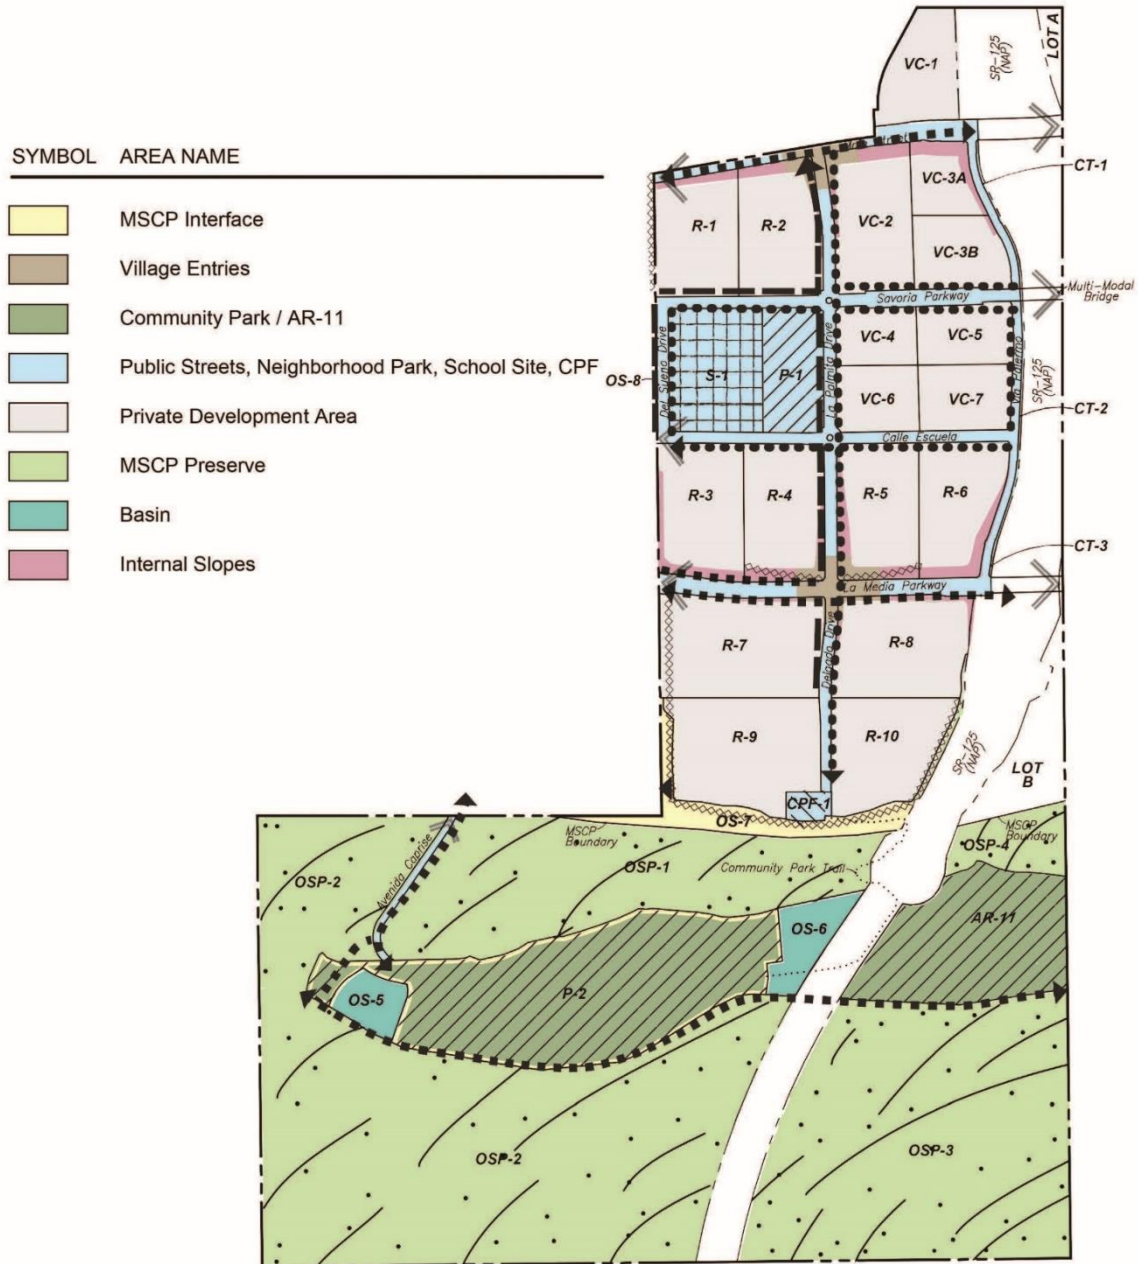 SYMBOL AREA NAME
MSCP Interface
Village Entries
Community Park / AR-11
Public Streets, Neighborhood Park, School Site, CPF
Private Development Area
MSCP Preserve
Basin
Internal Slopes
LOT A
SR-125
(NAP)
VC-1
Street
CT-1
VC-3A
R-1
R-2
VC-2
VC-3B
Multi-Modal
Bridge
Savoria Parkway
VC-4
VC-5
OS-8
Del Sueno Drive
S-1
P-1
La Palmita Drive
VC-6
VC-7
Via Palermo
SR-125
(NAP)
CT-2
Calle Escuela
R-3
R-4
R-5
R-6
CT-3
La Media Parkway
R-7
Delgado Drive
R-8
R-9
R-10
SR-125
(NAP)
LOT
B
CPF-1
OS-7
MSCP
Boundary
MSCP
Boundary
OSP-4
OSP-2
Avenida Caprise
OSP-1
Community Park Trail
AR-11
OS-6
OS-5
P-2
OSP-2
OSP-3